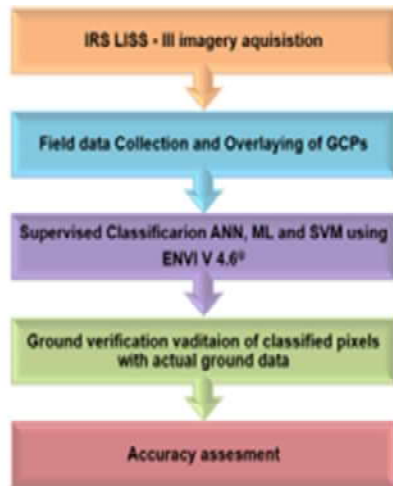 IRS LISS - III imagery aquisistion
Field data Collection and Overlaying of GCPs
Supervised Classificarion ANN, ML and SVM using
ENVI V 4.6®
Ground verification vaditaion of classified pixels
with actual ground data
Accuracy assesment